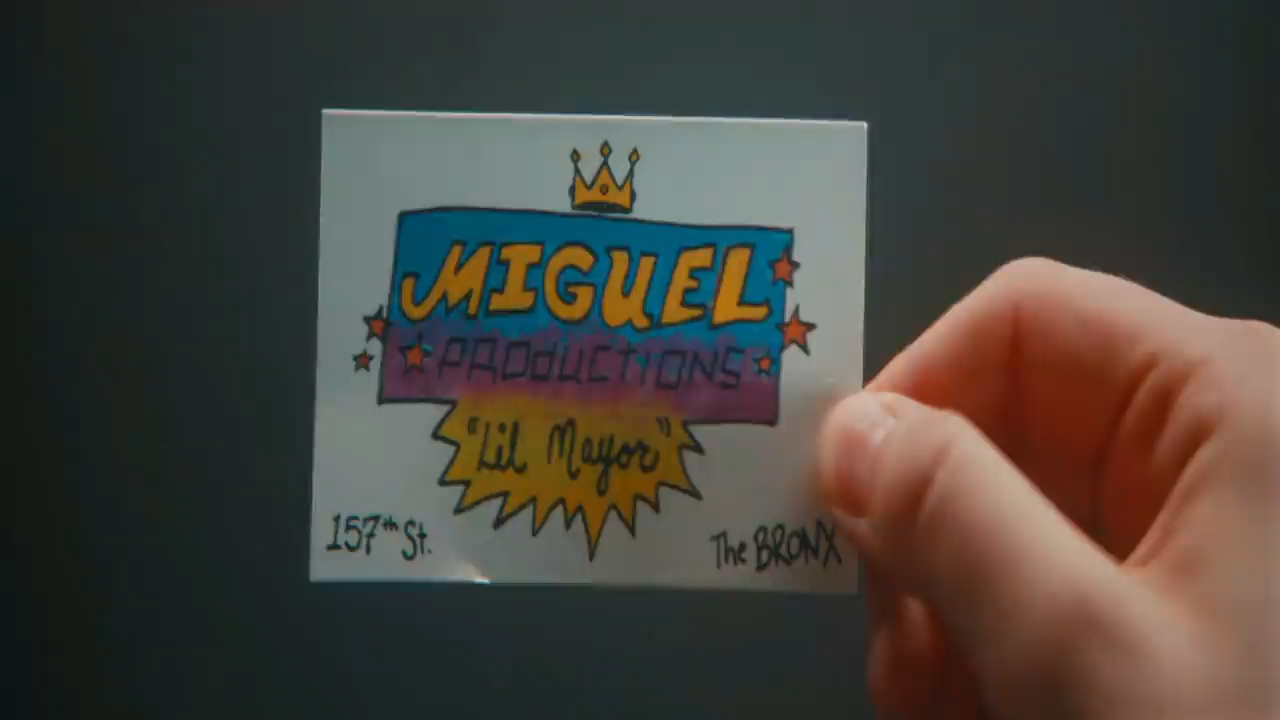 MIGUEL
PRODUCTIONS
"Lil Mayor"
157th St.
The BRONX